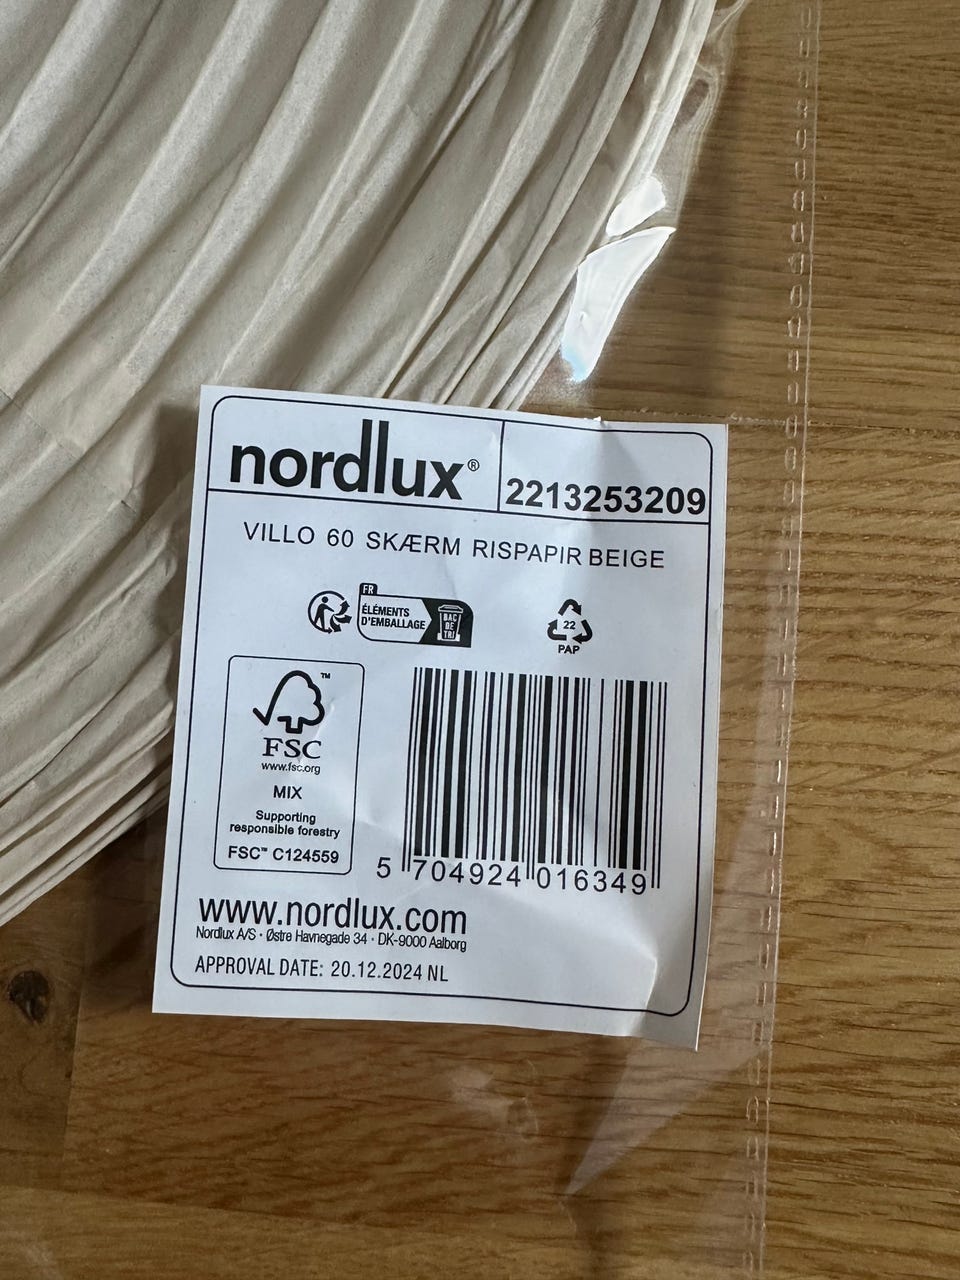 nordlux®
2213253209
VILLO 60 SKÆRM RISPAPIR BEIGE
FR
ÉLÉMENTS
D'EMBALLAGE
BAC
DE
TRI
22
PAP
™
FSC
www.fsc.org
MIX
Supporting
responsible forestry
FSC™ C124559
5 704924 016349
www.nordlux.com
Nordlux A/S · Østre Havnegade 34 · DK-9000 Aalborg
APPROVAL DATE: 20.12.2024 NL